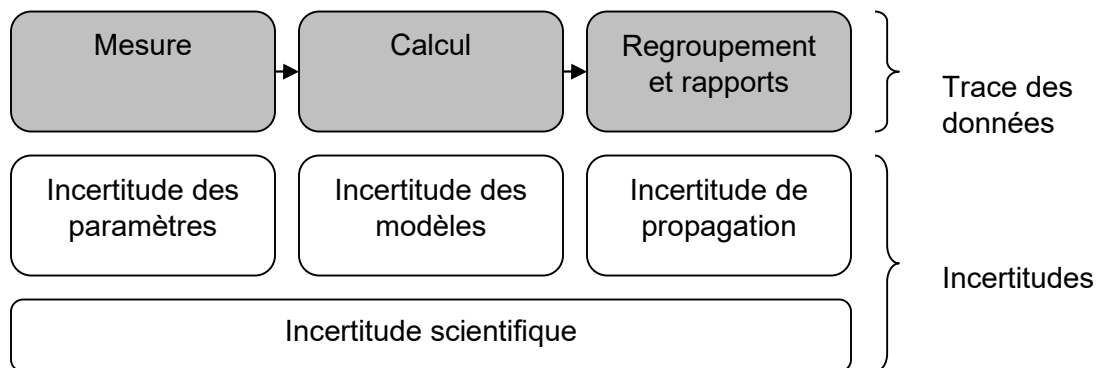 Mesure
Calcul
Regroupement
et rapports
Trace des
données
Incertitude des
paramètres
Incertitude des
modèles
Incertitude de
propagation
Incertitudes
Incertitude scientifique